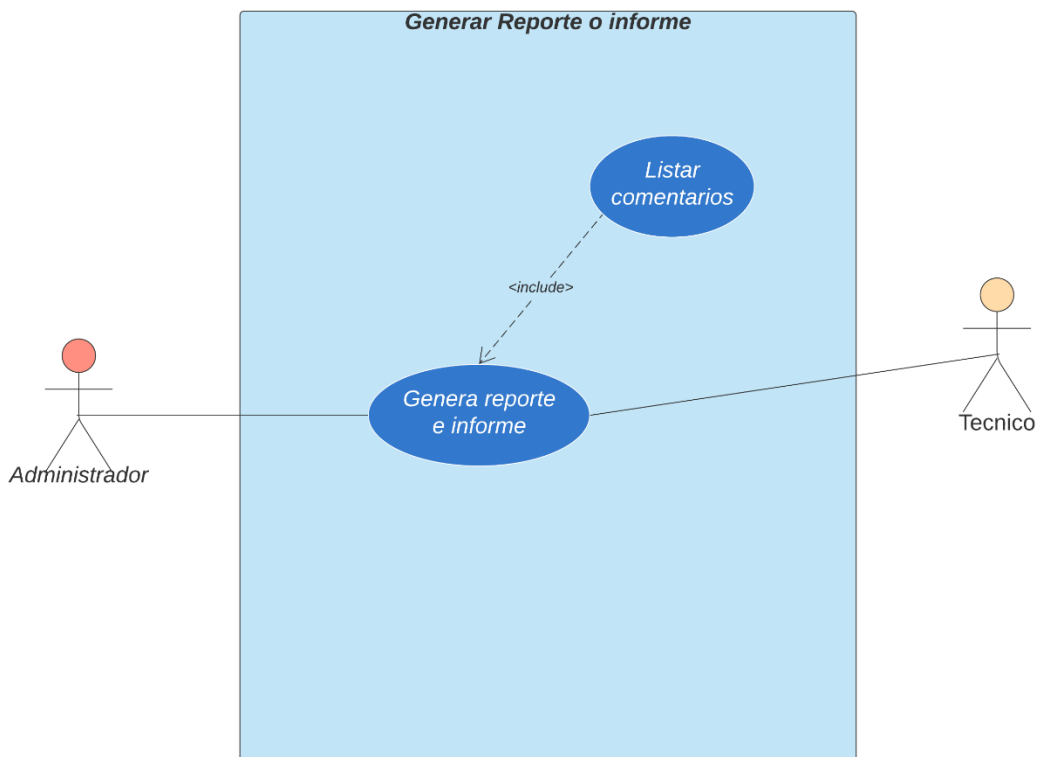 Generar Reporte o informe
Listar
comentarios
<include>
Genera reporte
e informe
Administrador
Tecnico